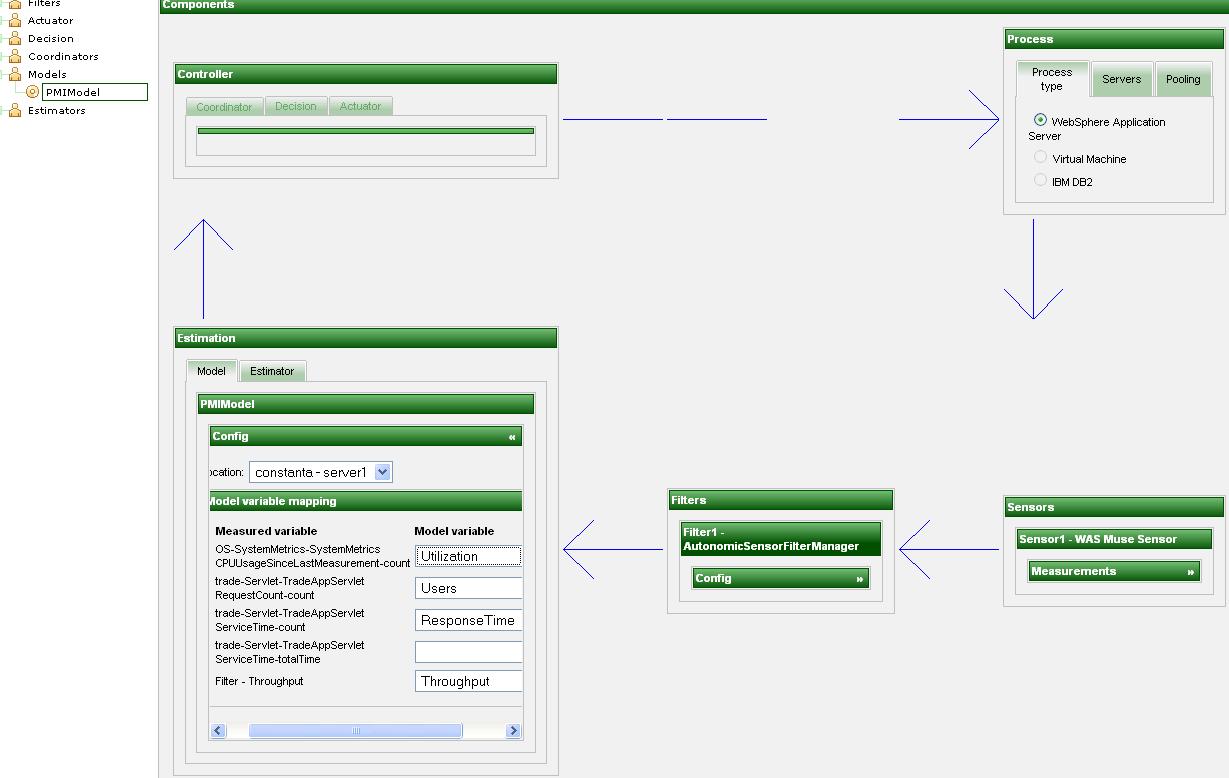 Filters
Actuator
Decision
Coordinators
Models
PMIModel
Estimators
Components
Controller
Coordinator
Decision
Actuator
Process
Process
type
Servers
Pooling
WebSphere Application
Server
Virtual Machine
IBM DB2
Estimation
Model
Estimator
PMIModel
Config «
ocation: constanta - server1
Model variable mapping
Measured variable Model variable
OS-SystemMetrics-SystemMetrics
CPUUsageSinceLastMeasurement-count Utilization
trade-Servlet-TradeAppServlet
RequestCount-count Users
trade-Servlet-TradeAppServlet
ServiceTime-count ResponseTime
trade-Servlet-TradeAppServlet
ServiceTime-totalTime
Filter - Throughput Throughput
Filters
Filter1 -
AutonomicSensorFilterManager
Config »
Sensors
Sensor1 - WAS Muse Sensor
Measurements »